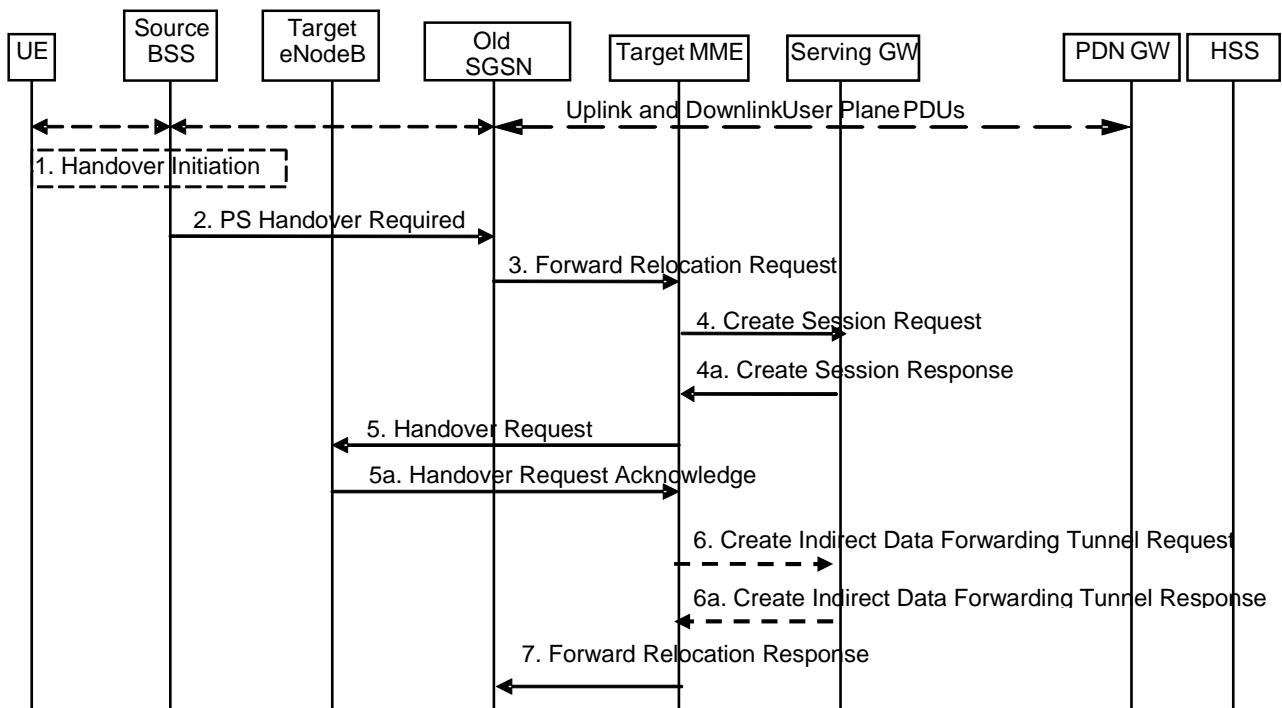 UE
Source
BSS
Target
eNodeB
Old
SGSN
Target MME
Serving GW
PDN GW
HSS
Uplink and DownlinkUser Plane PDUs
1. Handover Initiation
2. PS Handover Required
3. Forward Relocation Request
4. Create Session Request
4a. Create Session Response
5. Handover Request
5a. Handover Request Acknowledge
6. Create Indirect Data Forwarding Tunnel Request
6a. Create Indirect Data Forwarding Tunnel Response
7. Forward Relocation Response